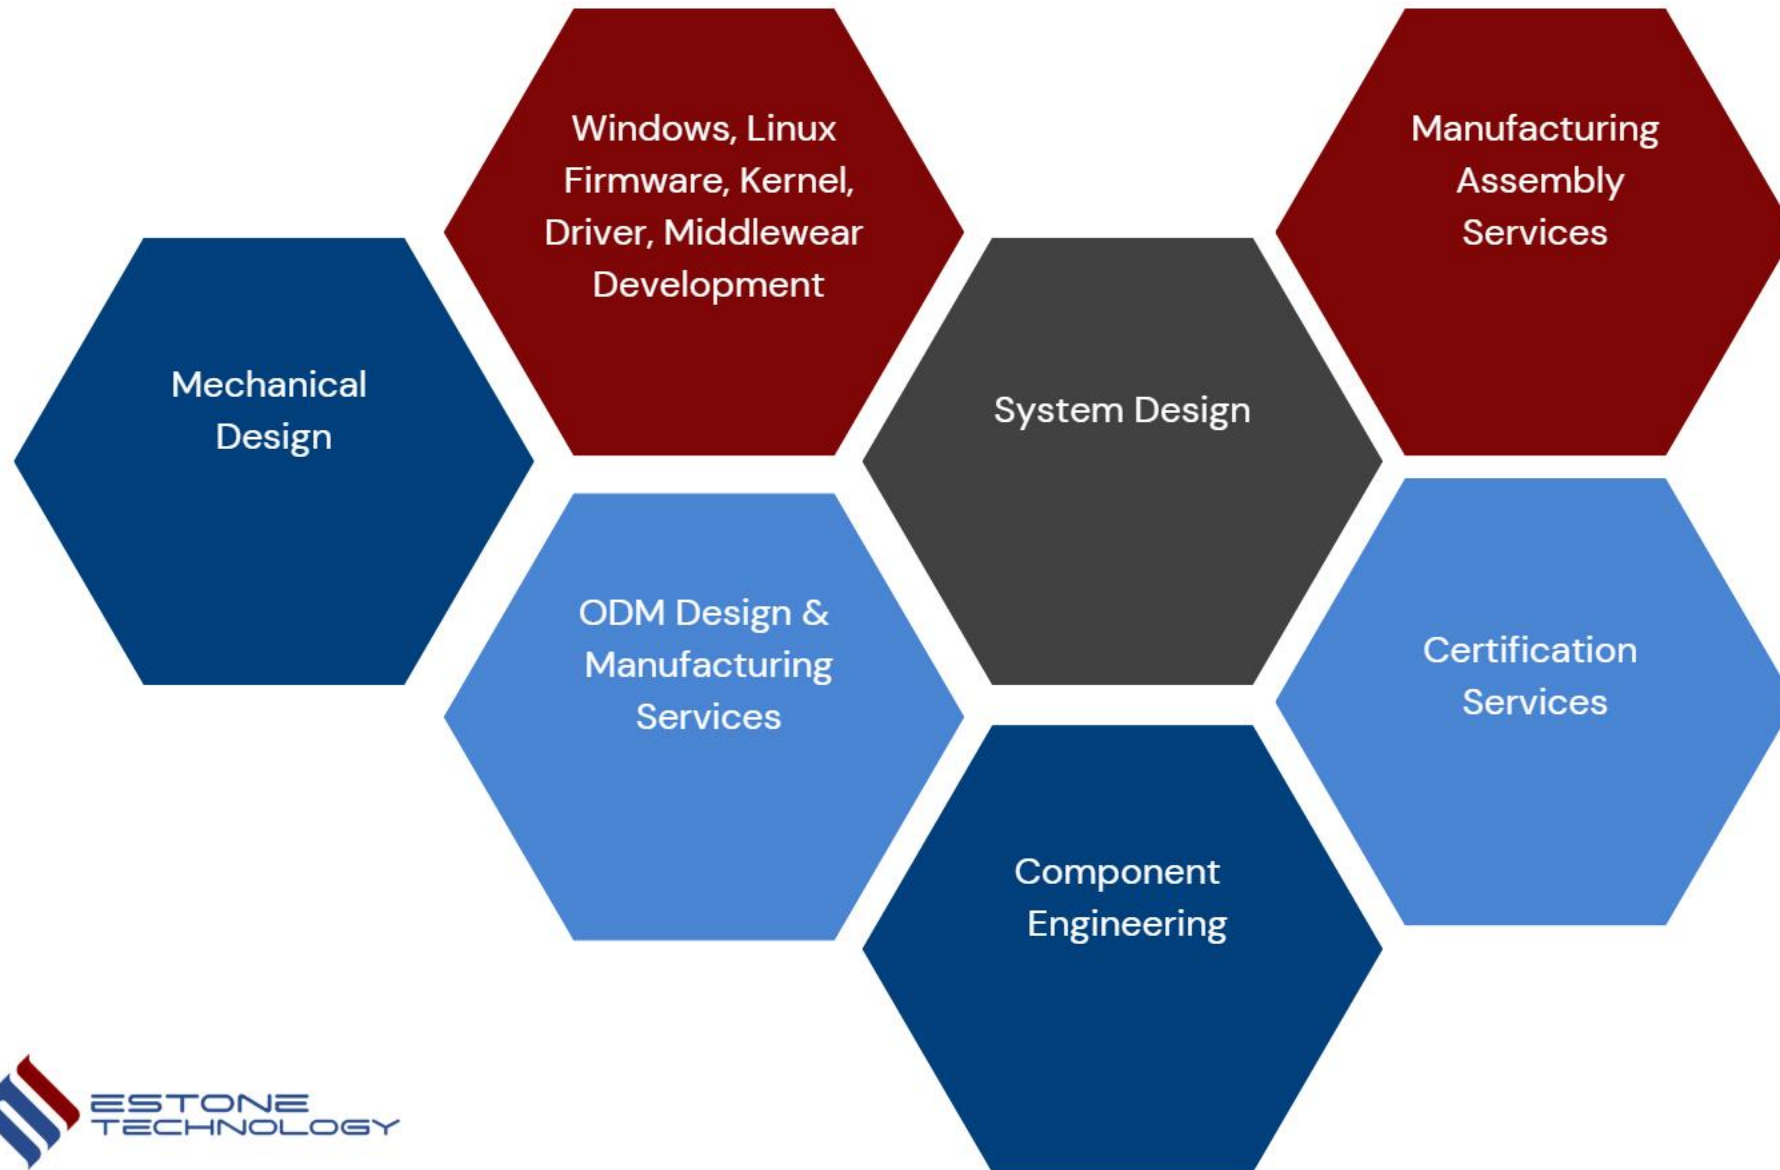 Windows, Linux
Firmware, Kernel,
Driver, Middlewear
Development
Manufacturing
Assembly
Services
Mechanical
Design
System Design
ODM Design &
Manufacturing
Services
Certification
Services
Component
Engineering
ESTONE
TECHNOLOGY